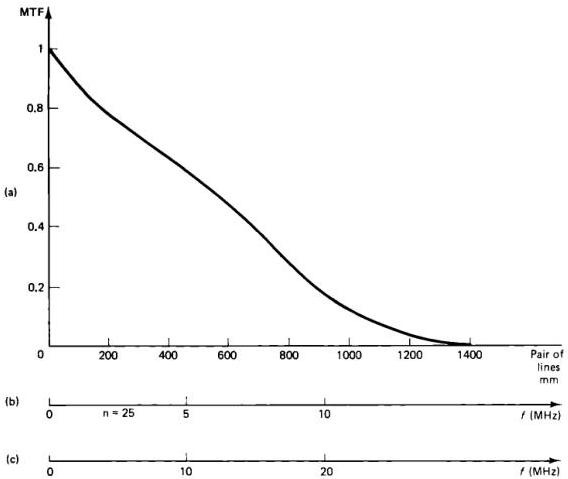 MTF
1
0.8
0.6
(a)
0.4
0.2
0 200 400 600 800 1000 1200 1400 Pair of
lines
mm
(b)
0 n = 25 5 10 f (MHz)
(c)
0 10 20 f (MHz)